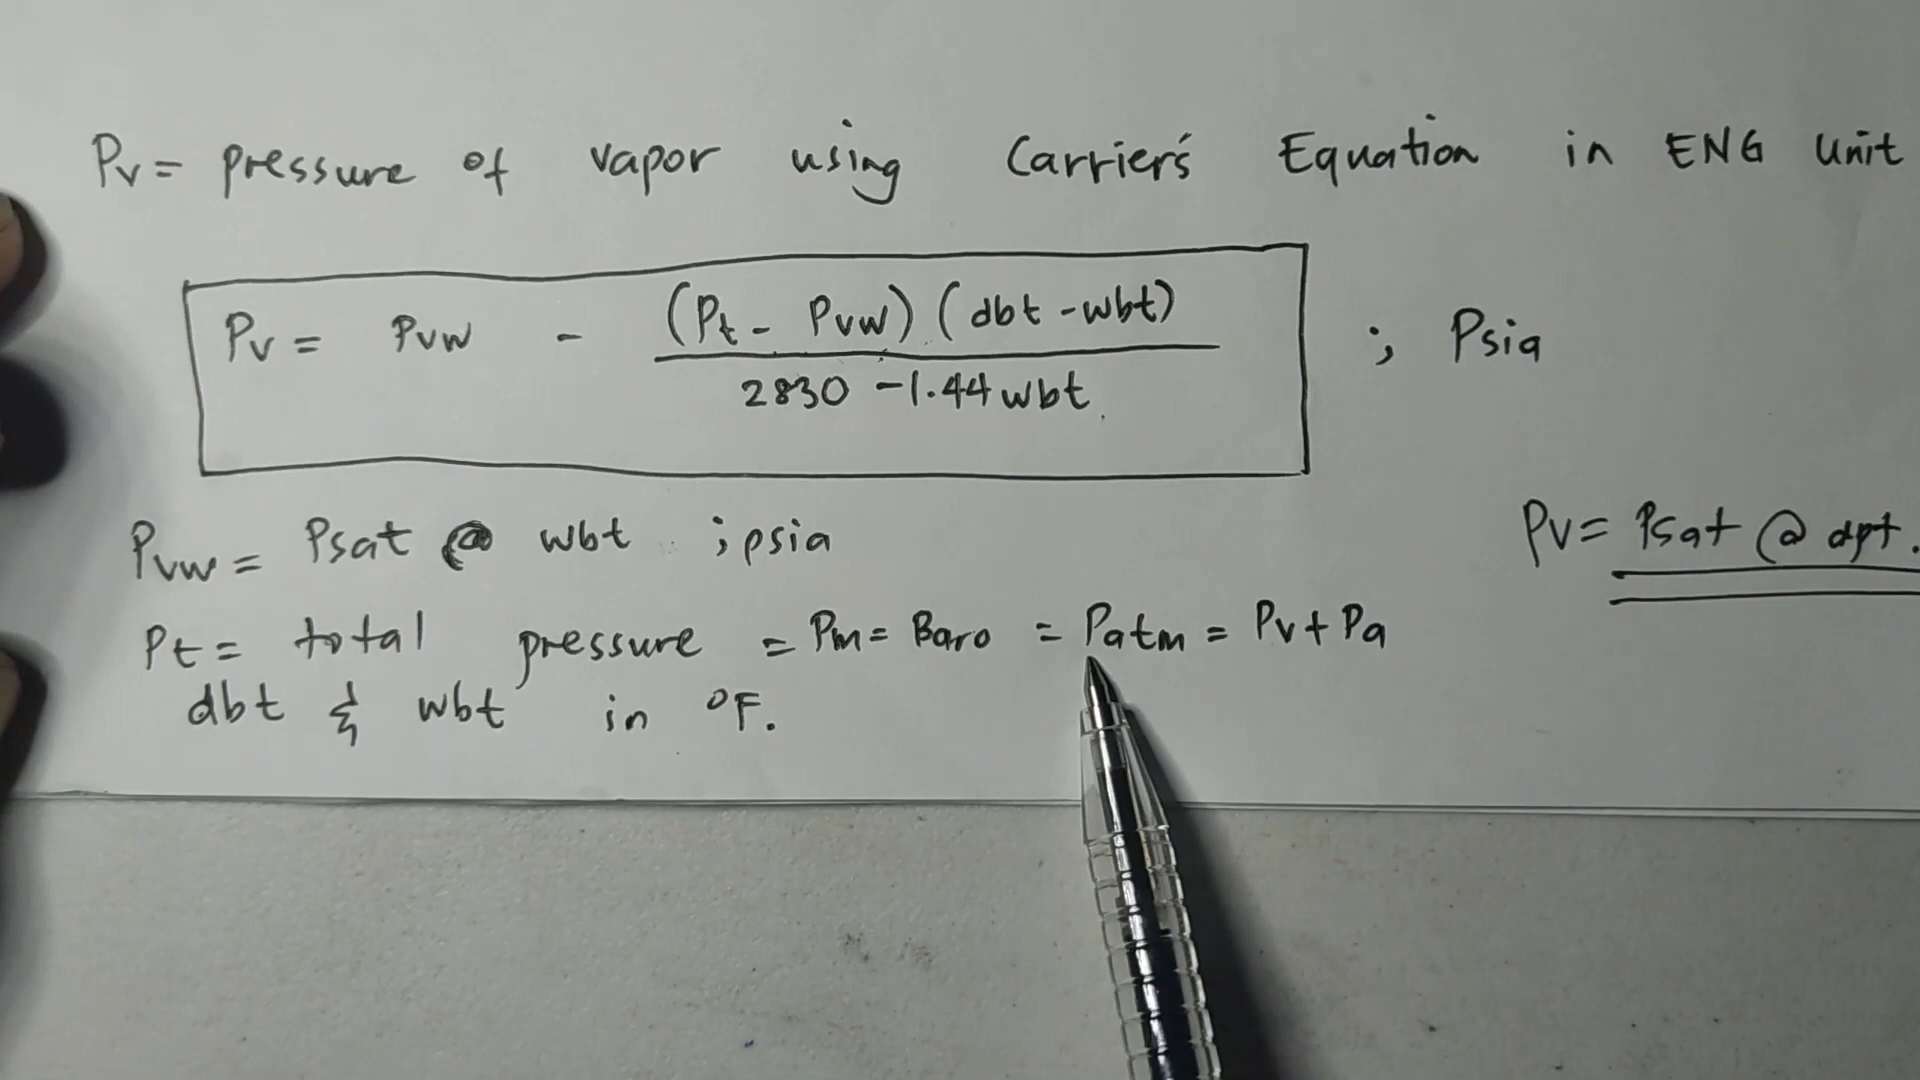 Pv = pressure of vapor using Carrier's Equation in ENG Unit
Pv = Pvw - (Pt - Pvw) (dbt - wbt) ; Psia
2830 - 1.44 wbt
Pvw = Psat @ wbt ; psia
Pv = Psat @ dpt.
Pt = total pressure = Pm = Baro = Patm = Pv + Pa
dbt & wbt in °F.